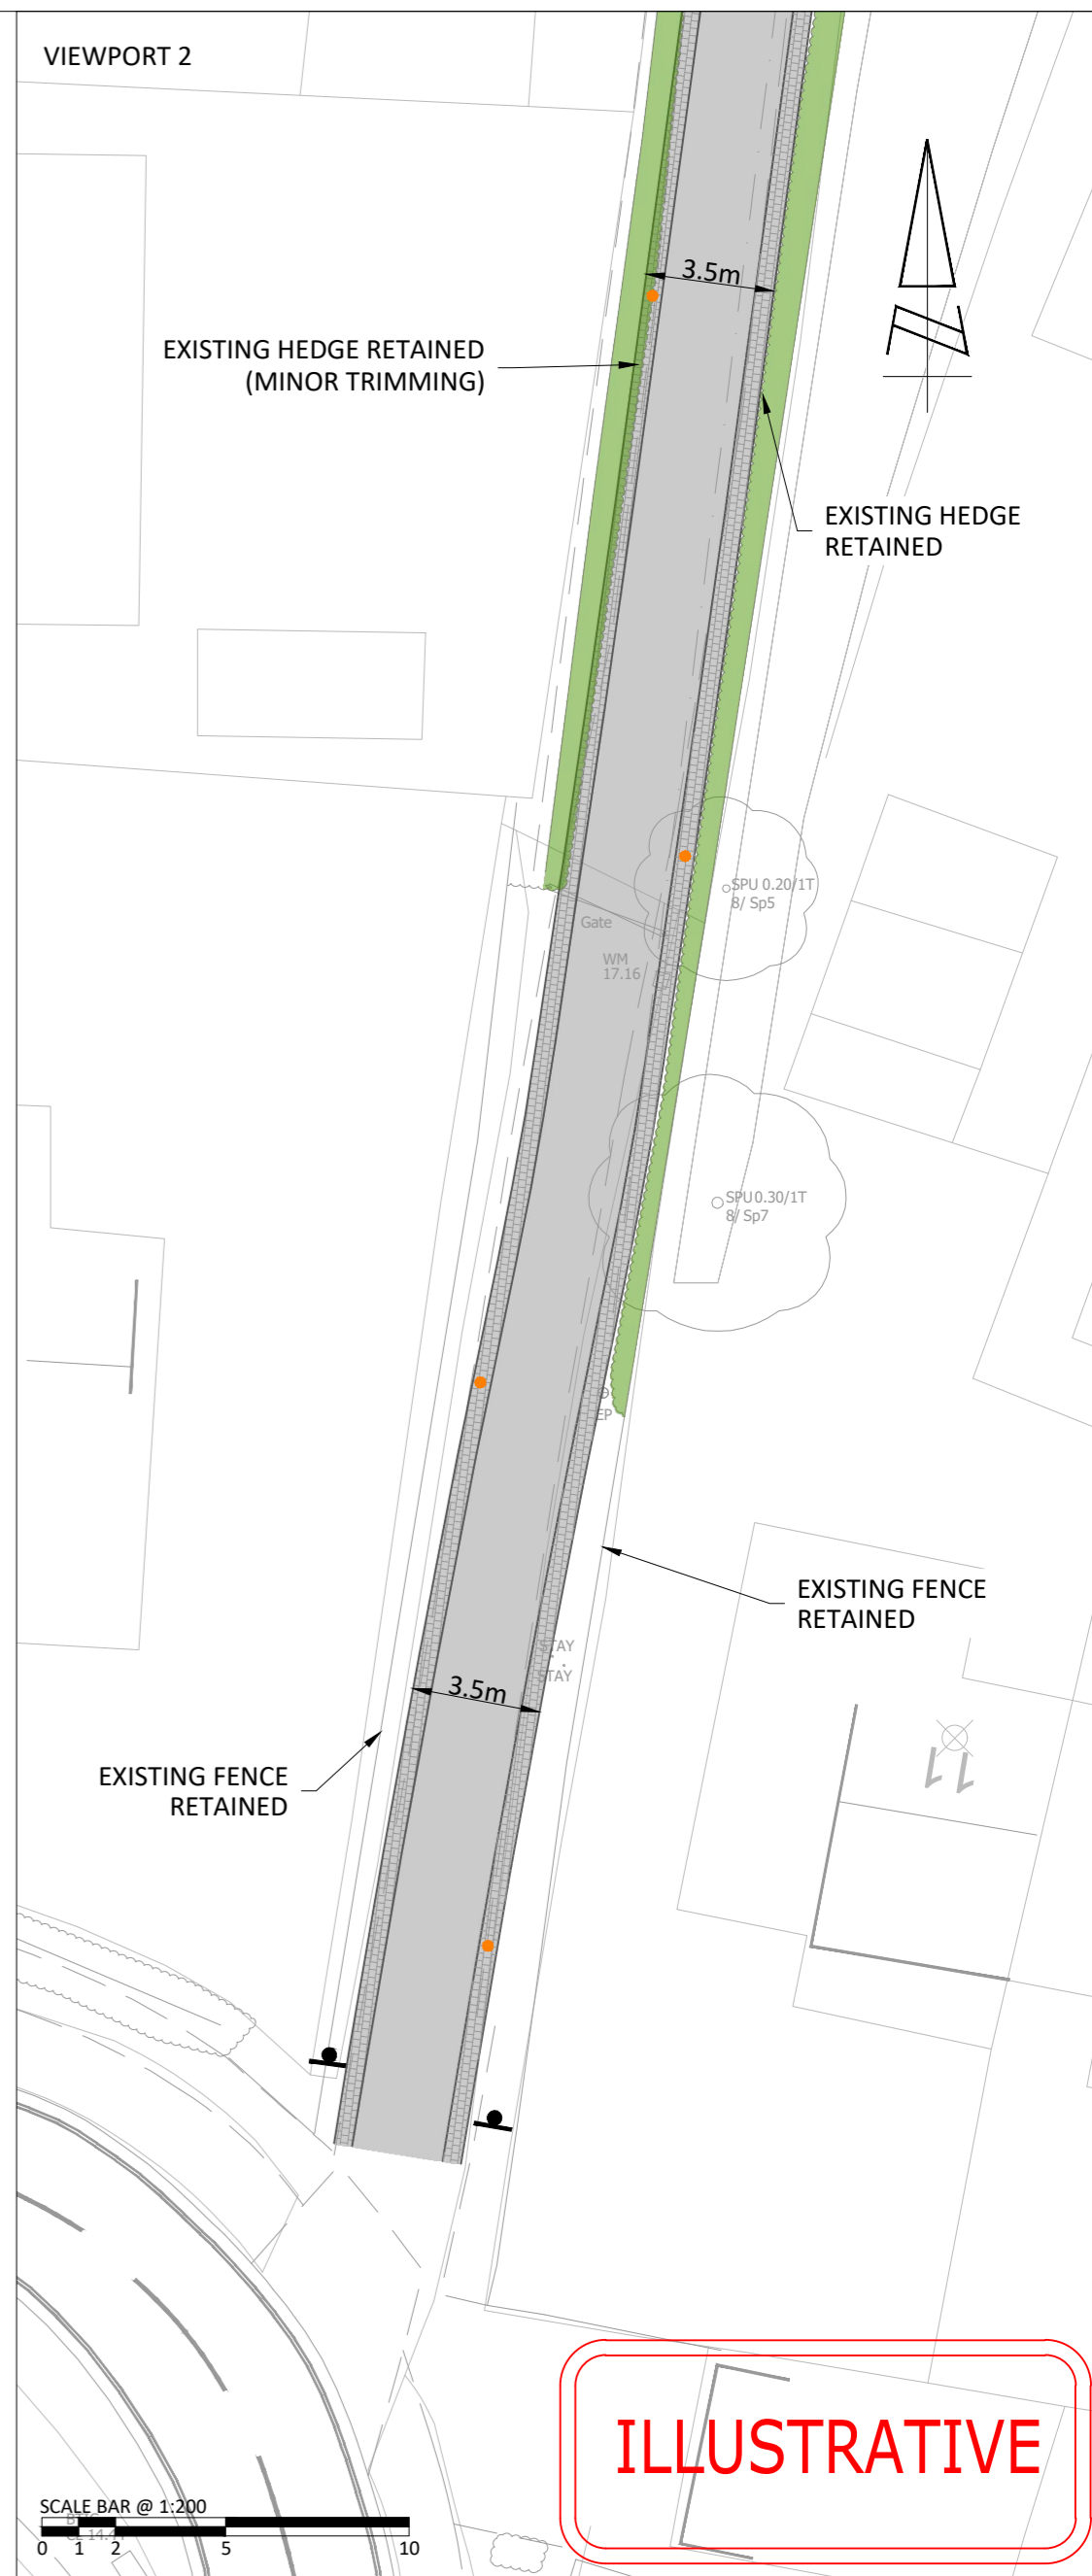 VIEWPORT 2
3.5m
EXISTING HEDGE RETAINED
(MINOR TRIMMING)
EXISTING HEDGE
RETAINED
SPU 0.20/1T
8/ Sp5
Gate
WM
17.16
SPU0.30/1T
8/ Sp7
EP
EXISTING FENCE
RETAINED
STAY
STAY
3.5m
11
EXISTING FENCE
RETAINED
ILLUSTRATIVE
SCALE BAR @ 1:200
0 1 2 5 10